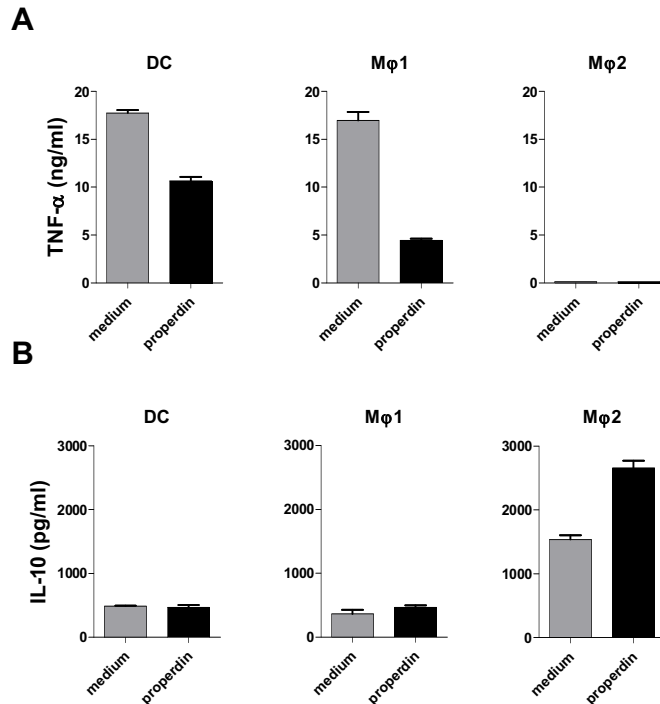 A
DC
Mφ1
Mφ2
TNF-α (ng/ml)
20
15
10
5
0
medium
properdin
20
15
10
5
0
medium
properdin
20
15
10
5
0
medium
properdin
B
DC
Mφ1
Mφ2
IL-10 (pg/ml)
3000
2000
1000
0
medium
properdin
3000
2000
1000
0
medium
properdin
3000
2000
1000
0
medium
properdin